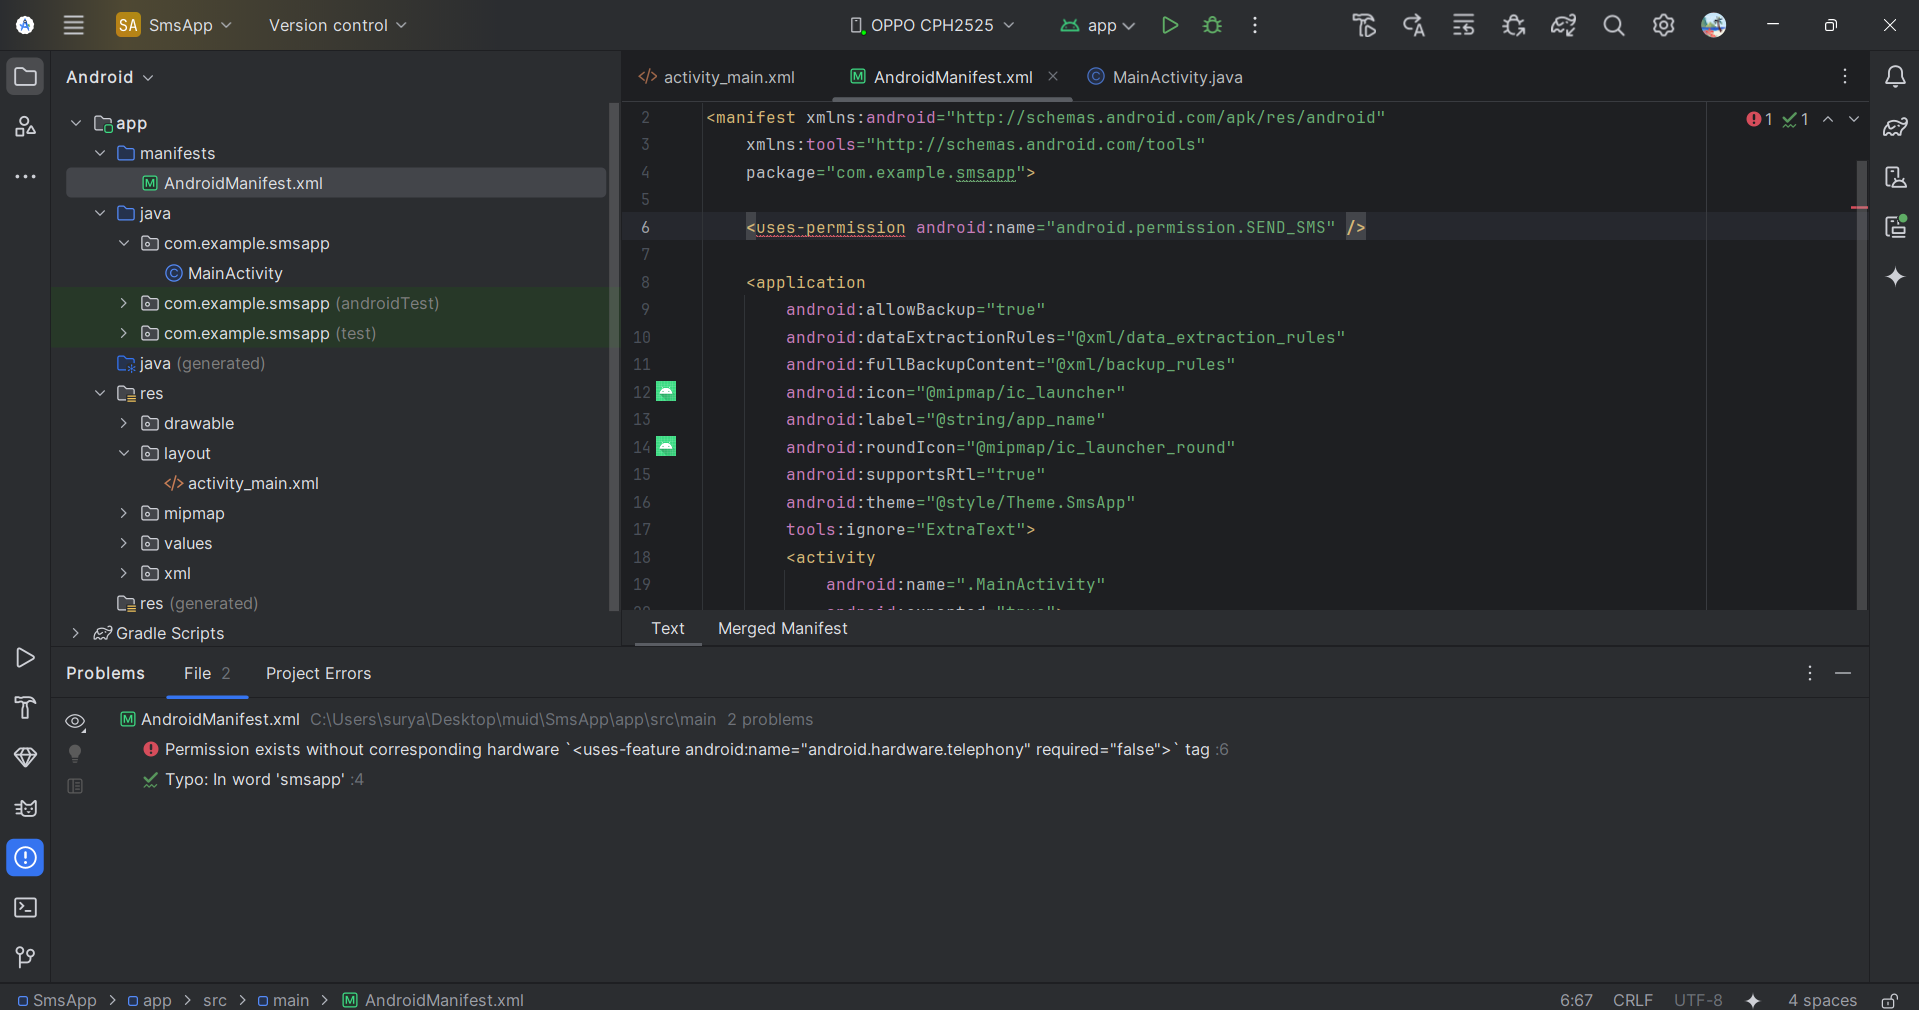 SA SmsApp Version control OPPO CPH2525 app
Android
app
manifests
AndroidManifest.xml
java
com.example.smsapp
MainActivity
com.example.smsapp (androidTest)
com.example.smsapp (test)
java (generated)
res
drawable
layout
activity_main.xml
mipmap
values
xml
res (generated)
Gradle Scripts
activity_main.xml AndroidManifest.xml MainActivity.java
1 1
2 <manifest xmlns:android="http://schemas.android.com/apk/res/android"
3 xmlns:tools="http://schemas.android.com/tools"
4 package="com.example.smsapp">
5
6 <uses-permission android:name="android.permission.SEND_SMS" />
7
8 <application
9 android:allowBackup="true"
10 android:dataExtractionRules="@xml/data_extraction_rules"
11 android:fullBackupContent="@xml/backup_rules"
12 android:icon="@mipmap/ic_launcher"
13 android:label="@string/app_name"
14 android:roundIcon="@mipmap/ic_launcher_round"
15 android:supportsRtl="true"
16 android:theme="@style/Theme.SmsApp"
17 tools:ignore="ExtraText">
18 <activity
19 android:name=".MainActivity"
20 android:exported="true">
Text Merged Manifest
Problems File 2 Project Errors
AndroidManifest.xml C:\Users\surya\Desktop\muid\SmsApp\app\src\main 2 problems
Permission exists without corresponding hardware `<uses-feature android:name="android.hardware.telephony" required="false">` tag :6
Typo: In word 'smsapp' :4
SmsApp > app > src > main > AndroidManifest.xml 6:67 CRLF UTF-8 4 spaces